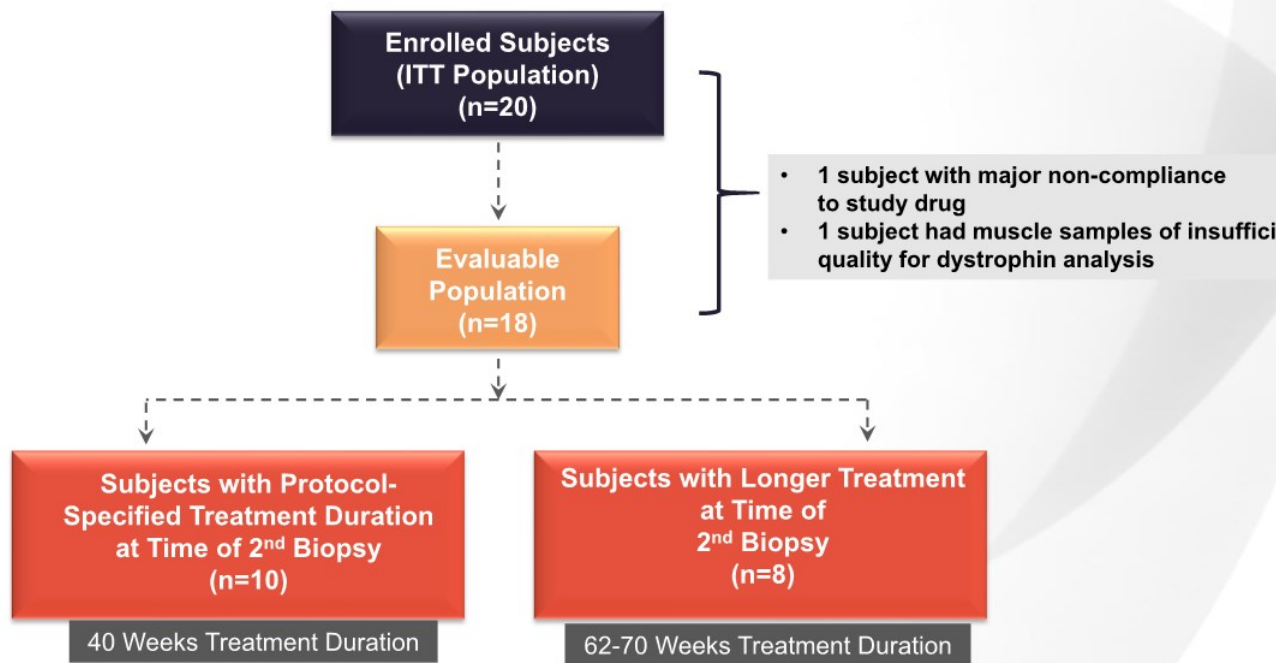 Enrolled Subjects
(ITT Population)
(n=20)
• 1 subject with major non-compliance
to study drug
• 1 subject had muscle samples of
quality for dystrophin analysis
Evaluable
Population
(n=18)
Subjects with Protocol-
Specified Treatment Duration
at Time of 2nd Biopsy
(n=10)
40 Weeks Treatment Duration
Subjects with Longer Treatment
at Time of
2nd Biopsy
(n=8)
62-70 Weeks Treatment Duration